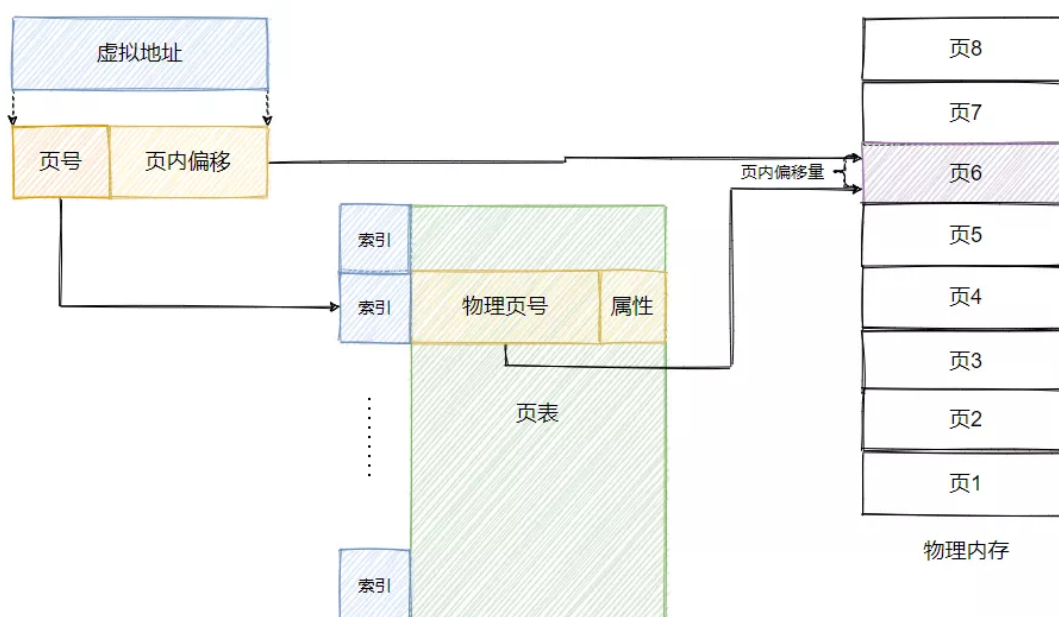 虚拟地址
页号
页内偏移
索引
索引
物理页号
属性
页表
索引
页内偏移量
页8
页7
页6
页5
页4
页3
页2
页1
物理内存